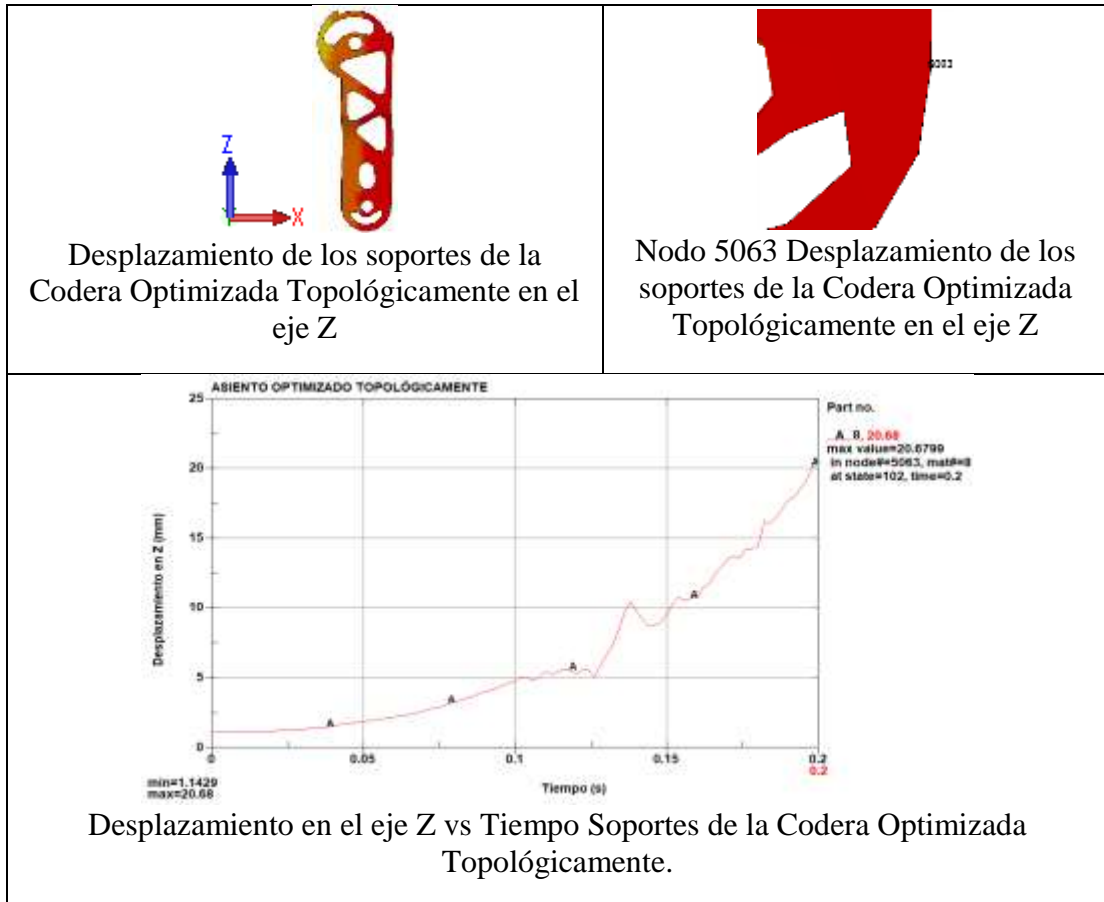 Z
X
Desplazamiento de los soportes de la
Codera Optimizada Topológicamente en el
eje Z
Nodo 5063 Desplazamiento de los
soportes de la Codera Optimizada
Topológicamente en el eje Z
ASIENTO OPTIMIZADO TOPOLÓGICAMENTE
Desplazamiento en Z (mm)
25
20
15
10
5
0
A
A
A
A
A
0
0.05
0.1
0.15
0.2
0.2
Tiempo (s)
min=1.1429
max=20.68
Part no.
A 8, 20.68
max value=20.6799
in node#=5063, mat#=8
at state=102, time=0.2
Desplazamiento en el eje Z vs Tiempo Soportes de la Codera Optimizada
Topológicamente.